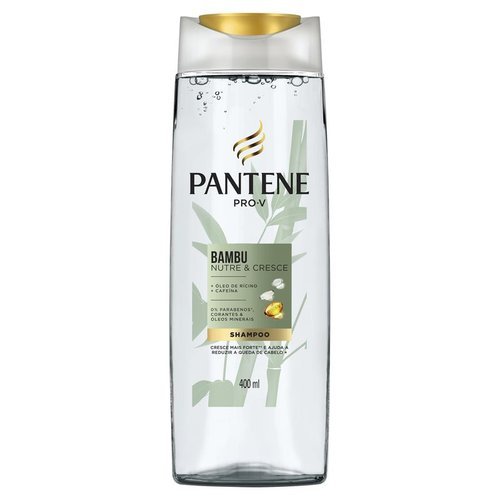 PANTENE
PRO-V
BAMBU
NUTRE & CRESCE
+ ÓLEO DE RÍCINO
+ CAFEÍNA
0% PARABENOS*,
CORANTES &
ÓLEOS MINERAIS
SHAMPOO
CRESCE MAIS FORTE** E AJUDA A
REDUZIR A QUEDA DE CABELO +
400 ml